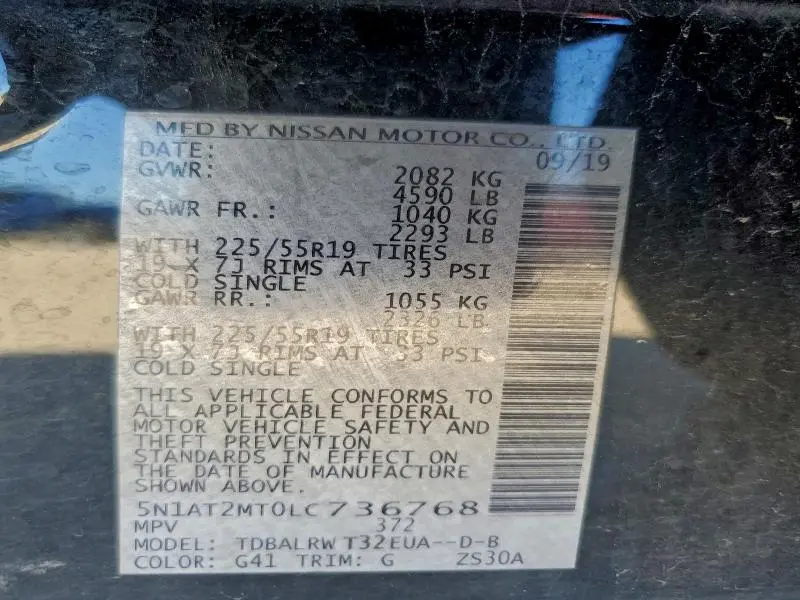 MFD BY NISSAN MOTOR CO., LTD.
DATE: 09/19
GVWR: 2082 KG
4590 LB
GAWR FR.: 1040 KG
2293 LB
WITH 225/55R19 TIRES
19 X 7J RIMS AT 33 PSI
COLD SINGLE
GAWR RR.: 1055 KG
2326 LB
WITH 225/55R19 TIRES
19 X 7J RIMS AT 33 PSI
COLD SINGLE
THIS VEHICLE CONFORMS TO
ALL APPLICABLE FEDERAL
MOTOR VEHICLE SAFETY AND
THEFT PREVENTION
STANDARDS IN EFFECT ON
THE DATE OF MANUFACTURE
SHOWN ABOVE.
5N1AT2MT0LC736768
MPV 372
MODEL: TDBALRW T32EUA--D-B
COLOR: G41 TRIM: G ZS30A